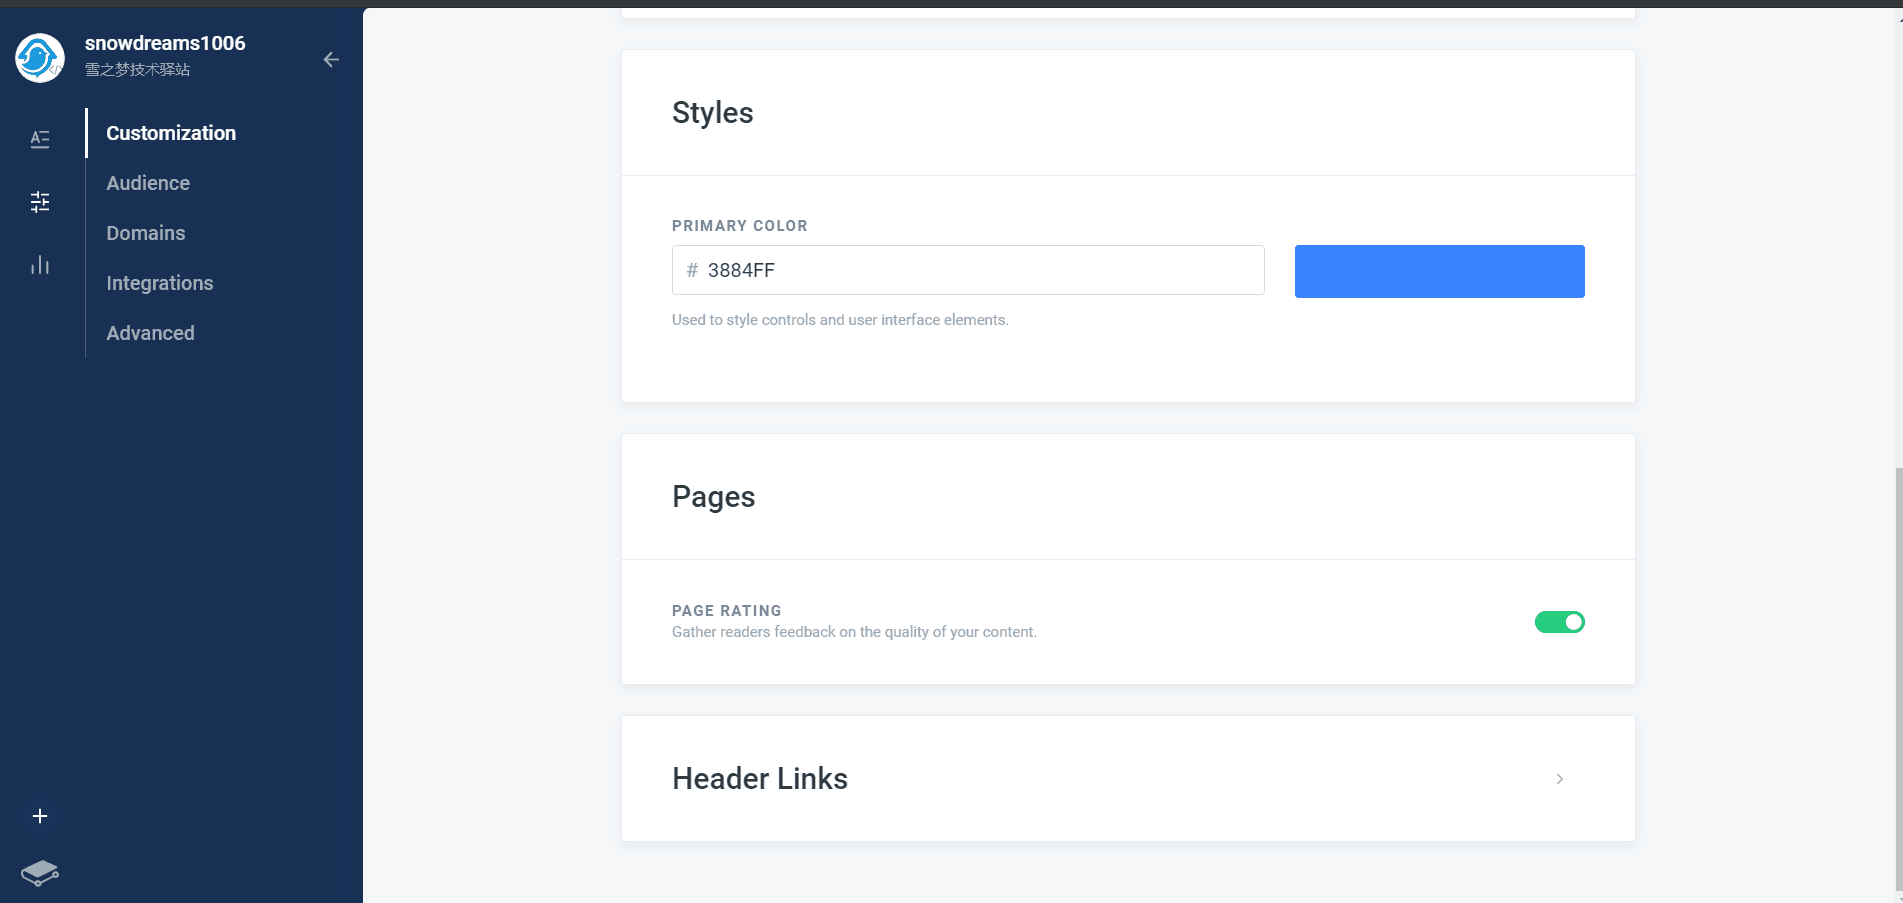 snowdreams1006
雪之梦技术驿站
Customization
Audience
Domains
Integrations
Advanced
Styles
PRIMARY COLOR
# 3884FF
Used to style controls and user interface elements.
Pages
PAGE RATING
Gather readers feedback on the quality of your content.
Header Links